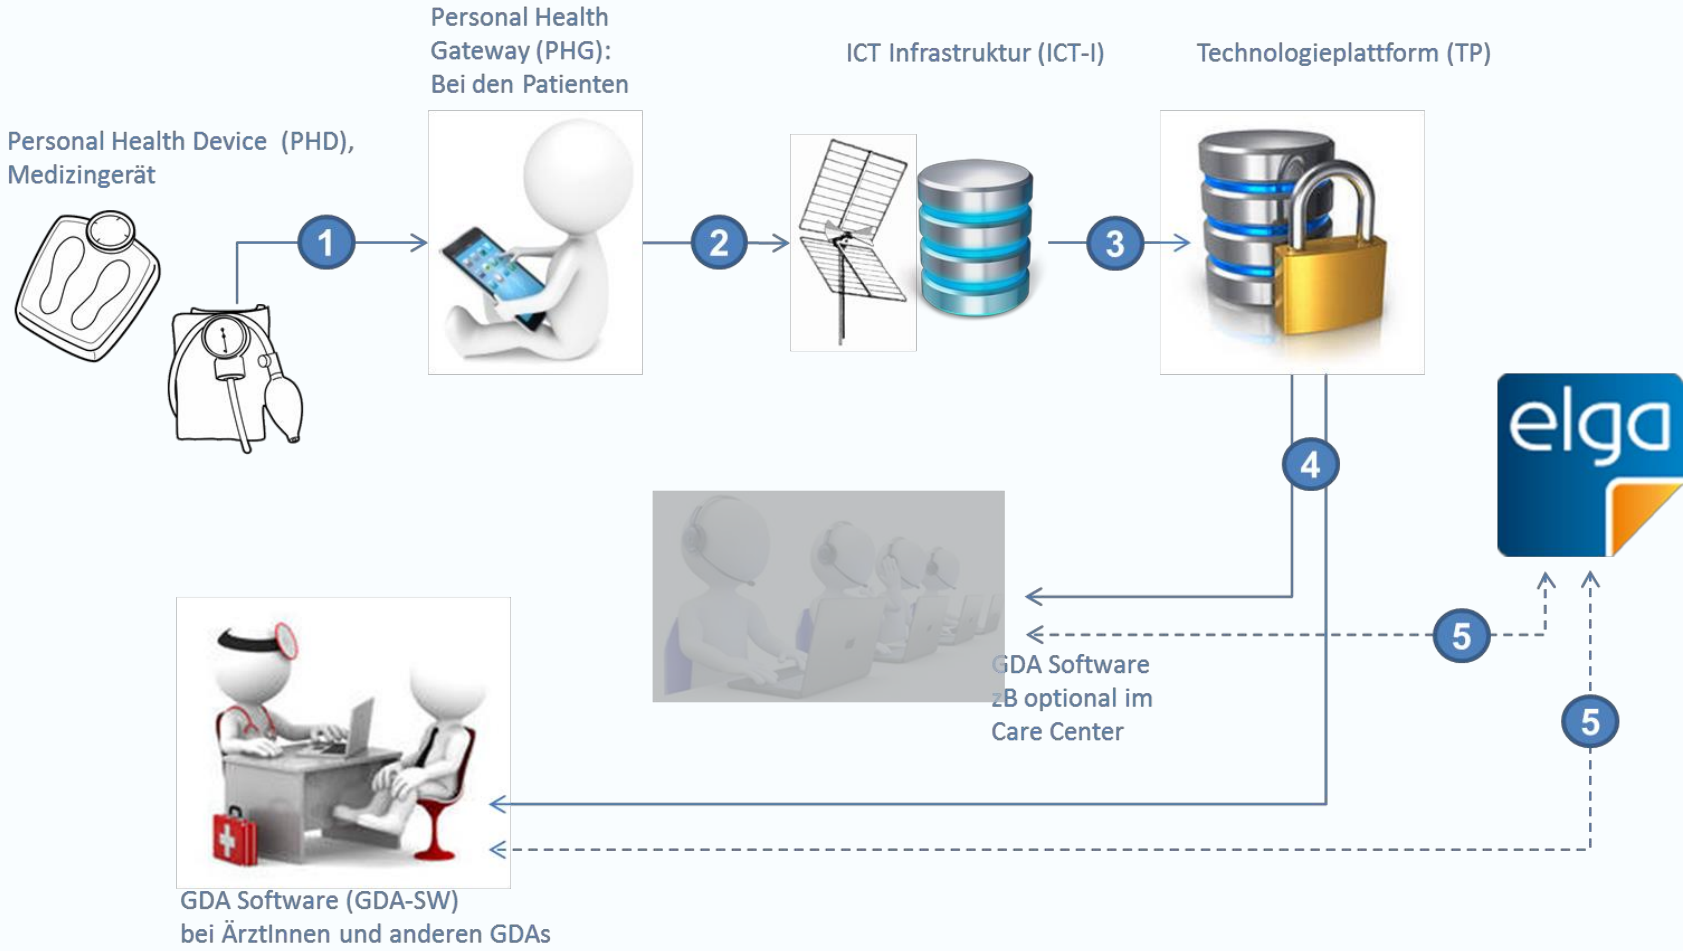 Personal Health
Gateway (PHG):
Bei den Patienten
ICT Infrastruktur (ICT-I)
Technologieplattform (TP)
Personal Health Device (PHD),
Medizingerät
1
2
3
elga
4
5
GDA Software
zB optional im
Care Center
5
GDA Software (GDA-SW)
bei ÄrztInnen und anderen GDAs